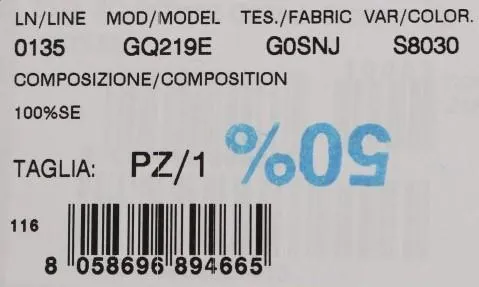 LN/LINE MOD/MODEL TES./FABRIC VAR/COLOR.
0135 GQ219E G0SNJ S8030
COMPOSIZIONE/COMPOSITION
100%SE
TAGLIA: PZ/1
50%
116
8 058696 894665